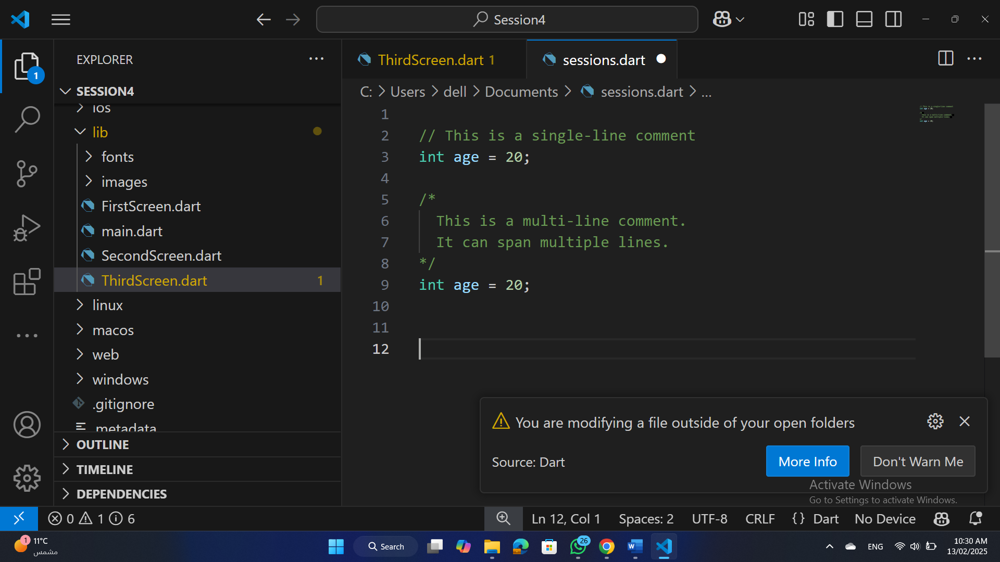 Session4
EXPLORER
1
SESSION4
ios
lib
fonts
images
FirstScreen.dart
main.dart
SecondScreen.dart
ThirdScreen.dart 1
linux
macos
web
windows
.gitignore
.metadata
OUTLINE
TIMELINE
DEPENDENCIES
ThirdScreen.dart 1
sessions.dart
C: > Users > dell > Documents > sessions.dart > ...
1
2 // This is a single-line comment
3 int age = 20;
4
5 /*
6 This is a multi-line comment.
7 It can span multiple lines.
8 */
9 int age = 20;
10
11
12
You are modifying a file outside of your open folders
Source: Dart
More Info
Don't Warn Me
Activate Windows
Go to Settings to activate Windows.
0 1 6
Ln 12, Col 1
Spaces: 2
UTF-8
CRLF
{} Dart
No Device
1
11°C
مشمس
Search
26
ENG
10:30 AM
13/02/2025